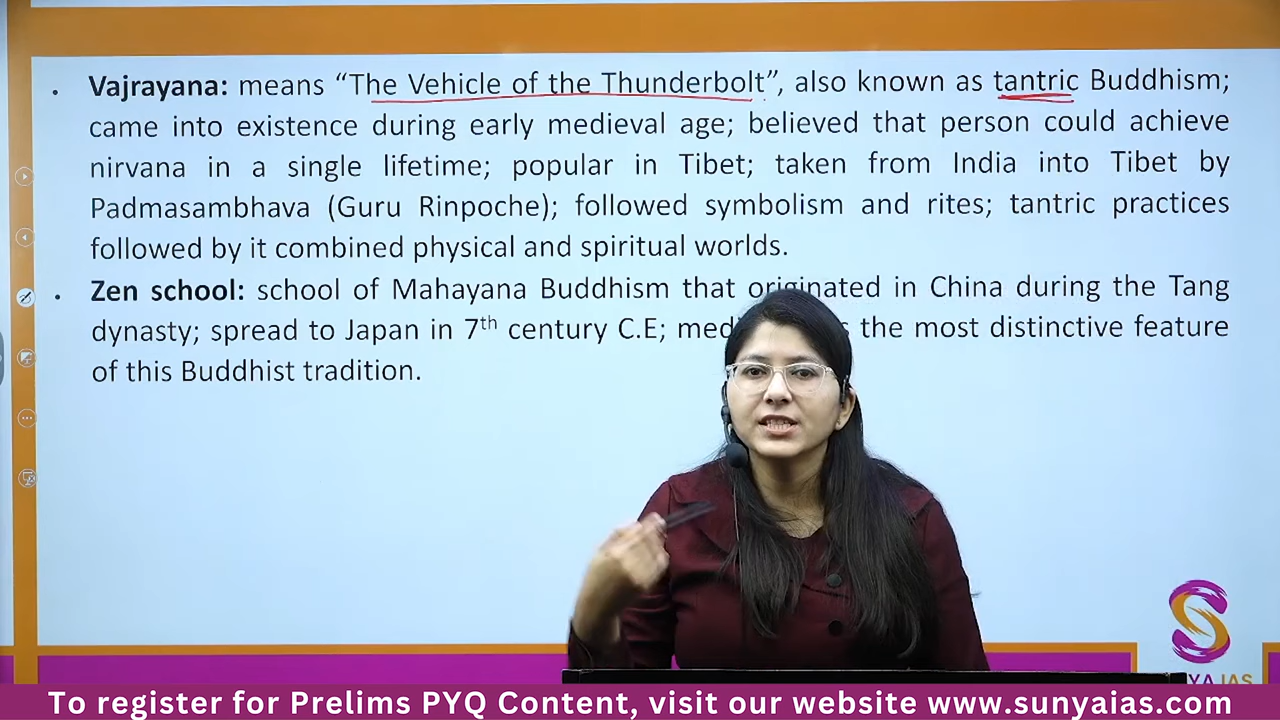 • Vajrayana: means “The Vehicle of the Thunderbolt”, also known as tantric Buddhism;
came into existence during early medieval age; believed that person could achieve
nirvana in a single lifetime; popular in Tibet; taken from India into Tibet by
Padmasambhava (Guru Rinpoche); followed symbolism and rites; tantric practices
followed by it combined physical and spiritual worlds.
• Zen school: school of Mahayana Buddhism that originated in China during the Tang
dynasty; spread to Japan in 7th century C.E; the most distinctive feature
of this Buddhist tradition.
IAS
To register for Prelims PYQ Content, visit our website www.sunyaias.com